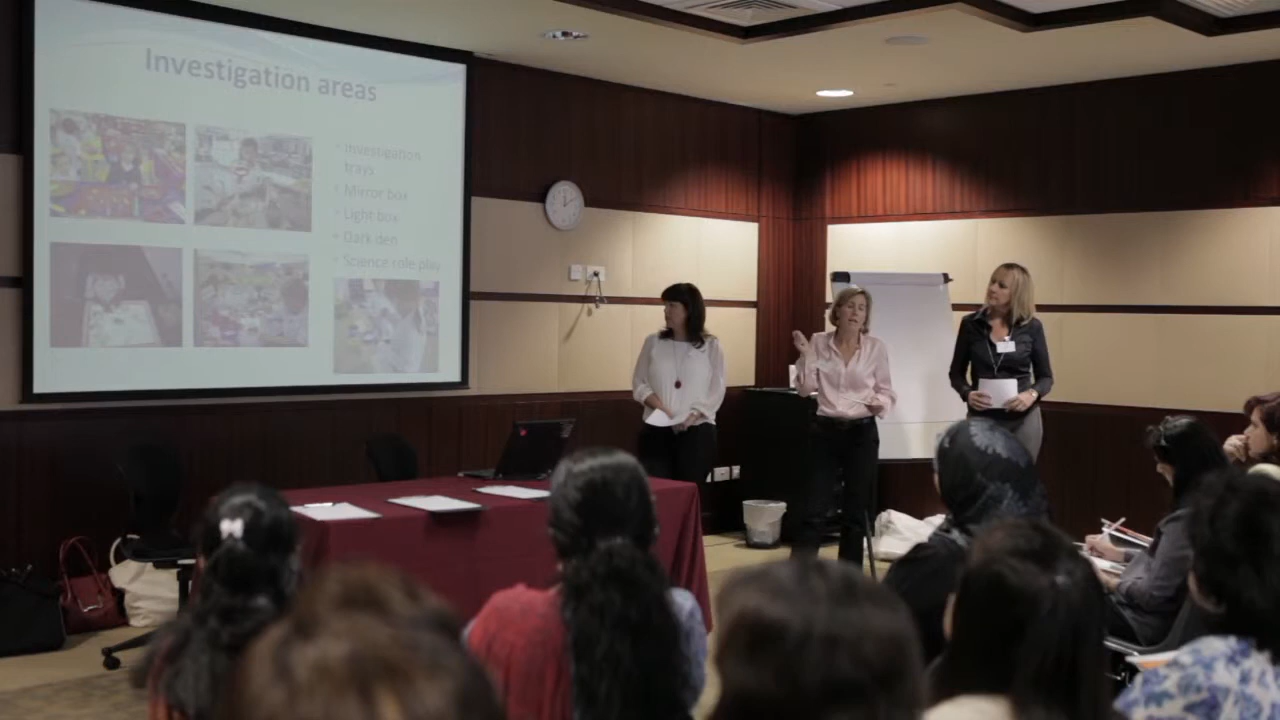 Investigation areas
• Investigation
trays
• Mirror box
• Light box
• Dark den
• Science role play